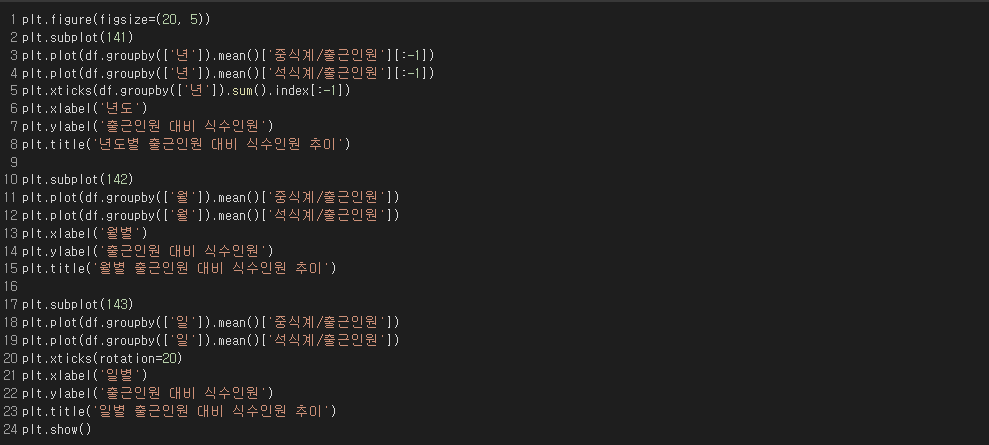 1 plt.figure(figsize=(20, 5))
2 plt.subplot(141)
3 plt.plot(df.groupby(['년']).mean()['중식계/출근인원'][:-1])
4 plt.plot(df.groupby(['년']).mean()['석식계/출근인원'][:-1])
5 plt.xticks(df.groupby(['년']).sum().index[:-1])
6 plt.xlabel('년도')
7 plt.ylabel('출근인원 대비 식수인원')
8 plt.title('년도별 출근인원 대비 식수인원 추이')
9
10 plt.subplot(142)
11 plt.plot(df.groupby(['월']).mean()['중식계/출근인원'])
12 plt.plot(df.groupby(['월']).mean()['석식계/출근인원'])
13 plt.xlabel('월별')
14 plt.ylabel('출근인원 대비 식수인원')
15 plt.title('월별 출근인원 대비 식수인원 추이')
16
17 plt.subplot(143)
18 plt.plot(df.groupby(['일']).mean()['중식계/출근인원'])
19 plt.plot(df.groupby(['일']).mean()['석식계/출근인원'])
20 plt.xticks(rotation=20)
21 plt.xlabel('일별')
22 plt.ylabel('출근인원 대비 식수인원')
23 plt.title('일별 출근인원 대비 식수인원 추이')
24 plt.show()